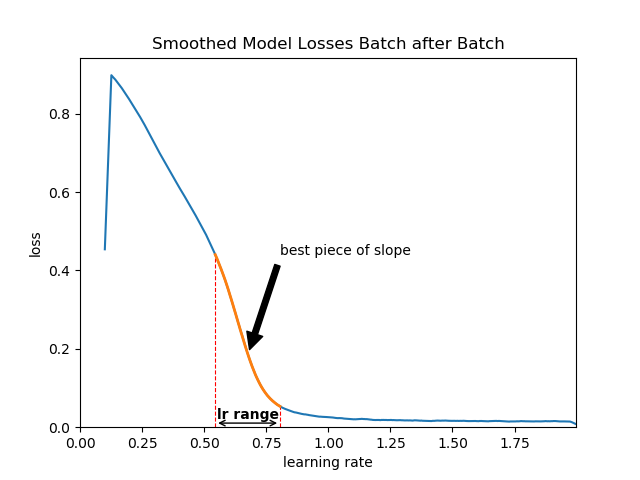 Smoothed Model Losses Batch after Batch
0.8
0.6
0.4
0.2
0.0
loss
best piece of slope
lr range
0.00 0.25 0.50 0.75 1.00 1.25 1.50 1.75
learning rate